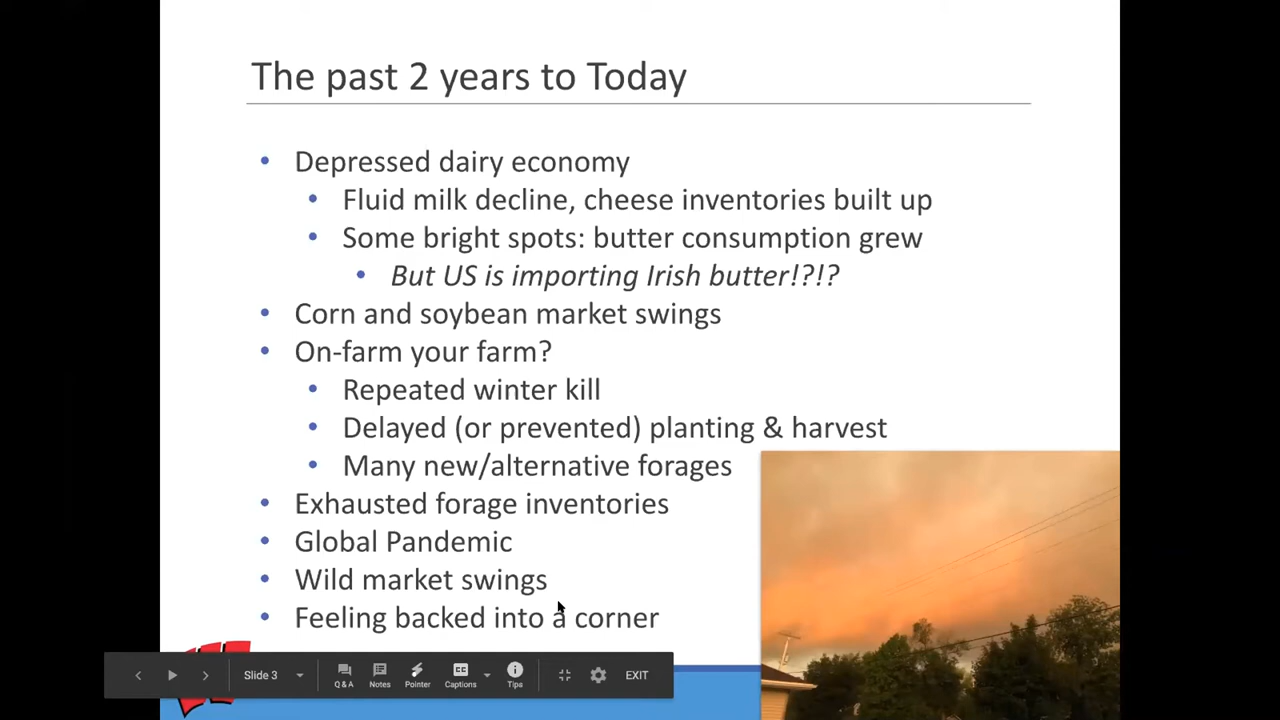 The past 2 years to Today
• Depressed dairy economy
• Fluid milk decline, cheese inventories built up
• Some bright spots: butter consumption grew
• But US is importing Irish butter!?!?
• Corn and soybean market swings
• On-farm your farm?
• Repeated winter kill
• Delayed (or prevented) planting & harvest
• Many new/alternative forages
• Exhausted forage inventories
• Global Pandemic
• Wild market swings
• Feeling backed into a corner
Slide 3
Q & A
Notes
Pointer
Captions
Tips
EXIT